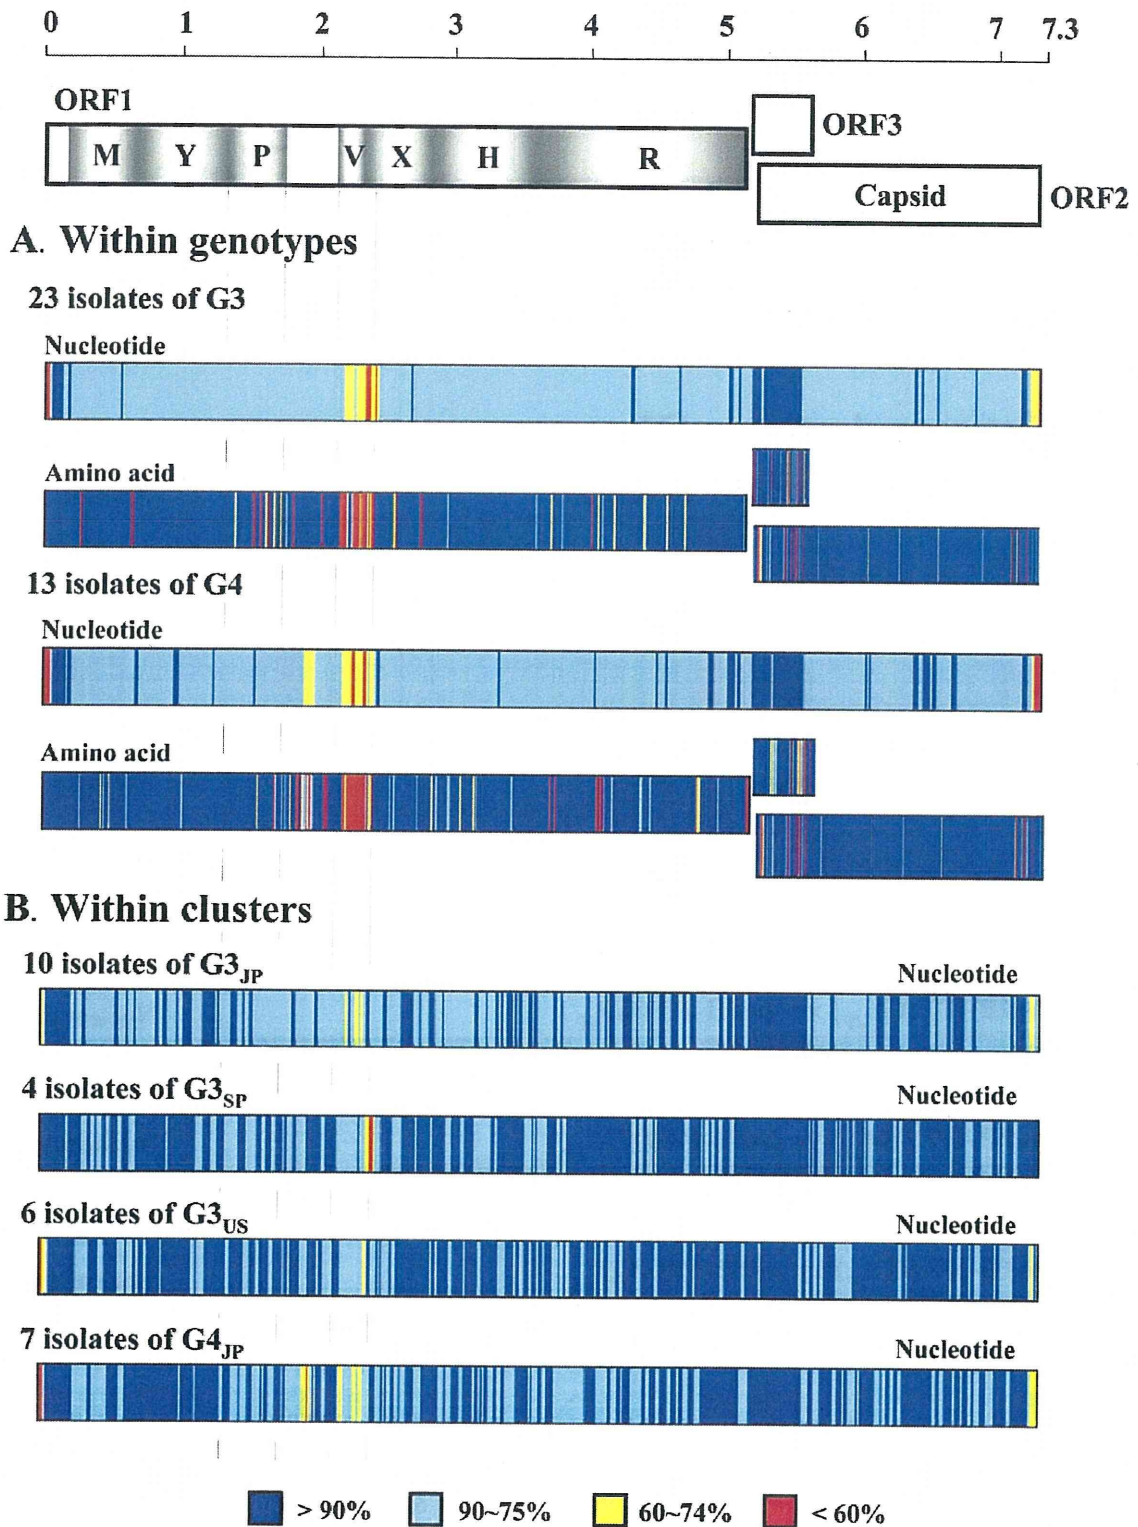 0 1 2 3 4 5 6 7 7.3
ORF1
M Y P V X H R
ORF3
Capsid ORF2
A. Within genotypes
23 isolates of G3
Nucleotide
Amino acid
13 isolates of G4
Nucleotide
Amino acid
B. Within clusters
10 isolates of G3JP Nucleotide
4 isolates of G3SP Nucleotide
6 isolates of G3US Nucleotide
7 isolates of G4JP Nucleotide
> 90% 90~75% 60~74% < 60%